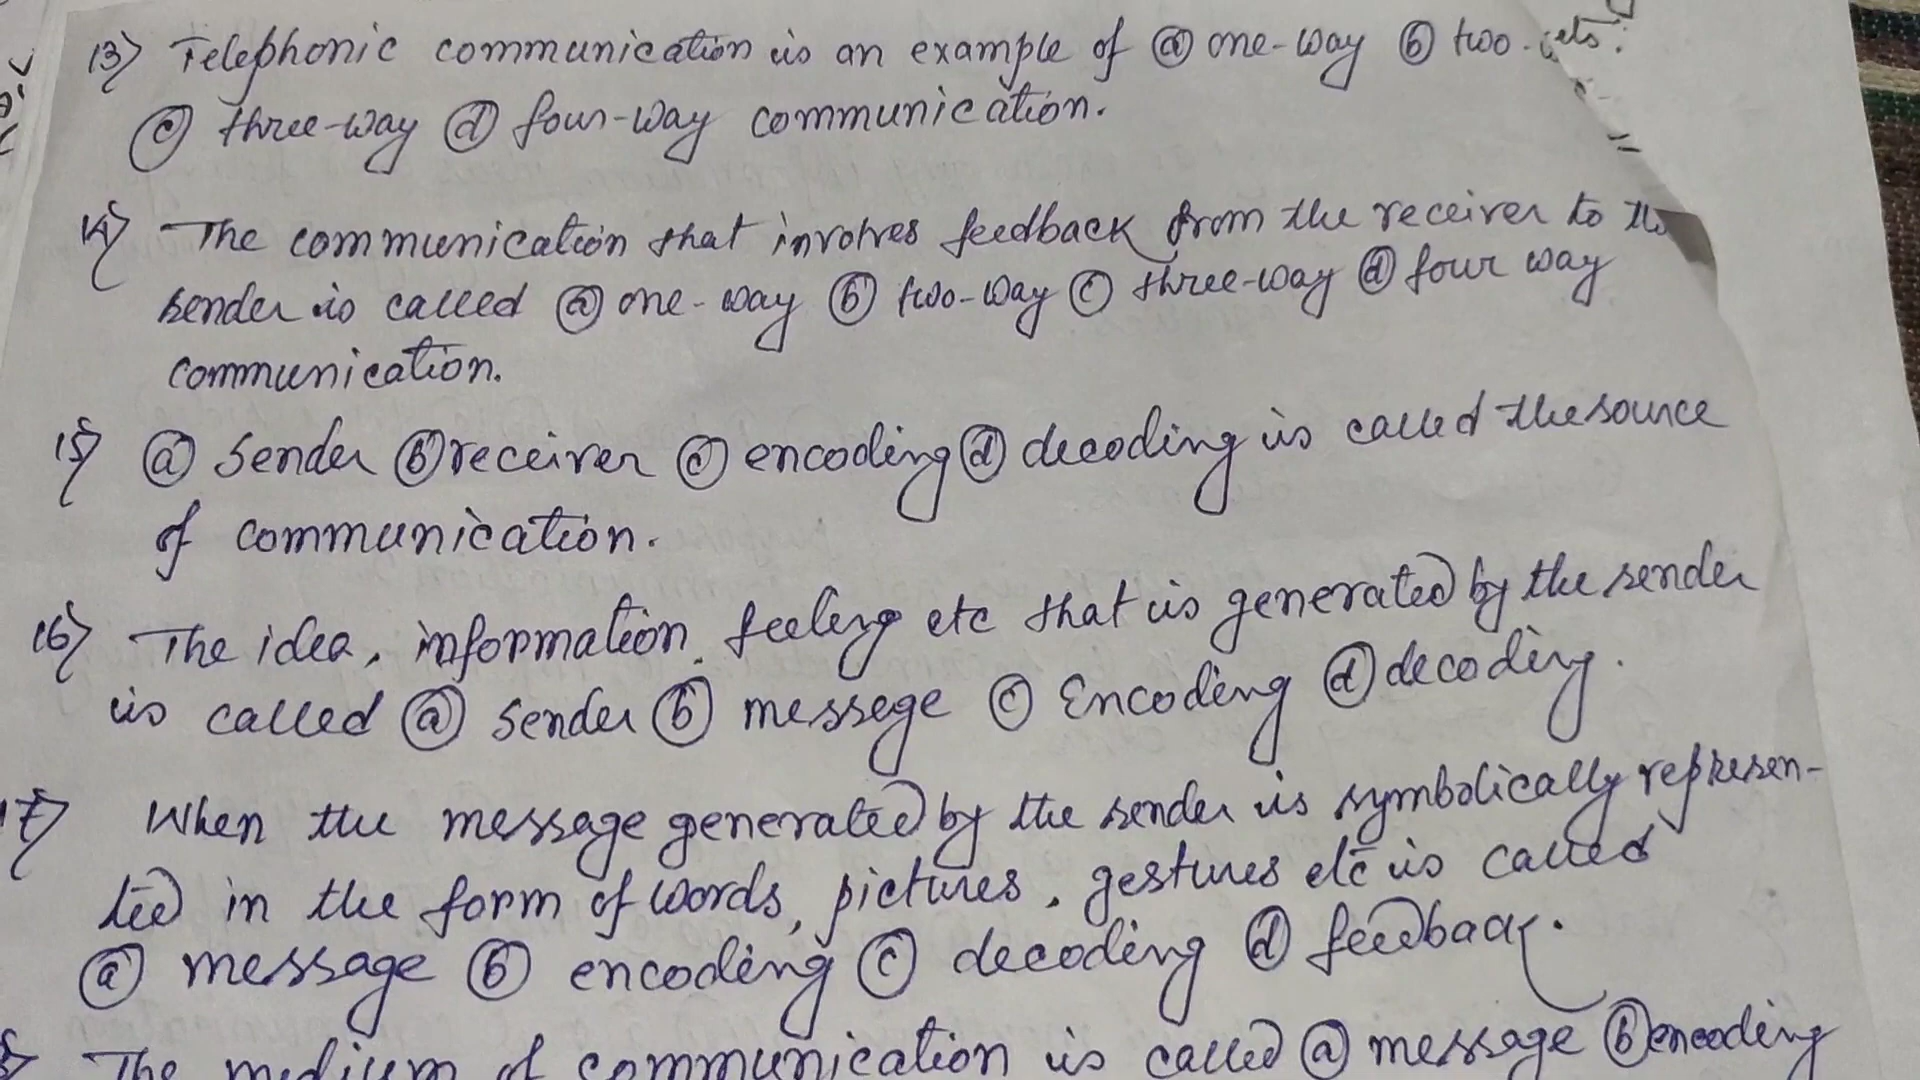 13) Telephonic communication is an example of (a) one-way (b) two-
(c) three-way (d) four-way communication.
14) The communication that involves feedback from the receiver to the
sender is called (a) one-way (b) two-way (c) three-way (d) four way
communication.
15) (a) sender (b) receiver (c) encoding (d) decoding is called the source
of communication.
16) The idea, information, feeling etc that is generated by the sender
is called (a) sender (b) messege (c) Encoding (d) decoding.
17) When the message generated by the sender is symbolically represen-
ted in the form of words, pictures, gestures etc is called
(a) message (b) encoding (c) decoding (d) feedback.
The medium of communication is called (a) message (b) encoding